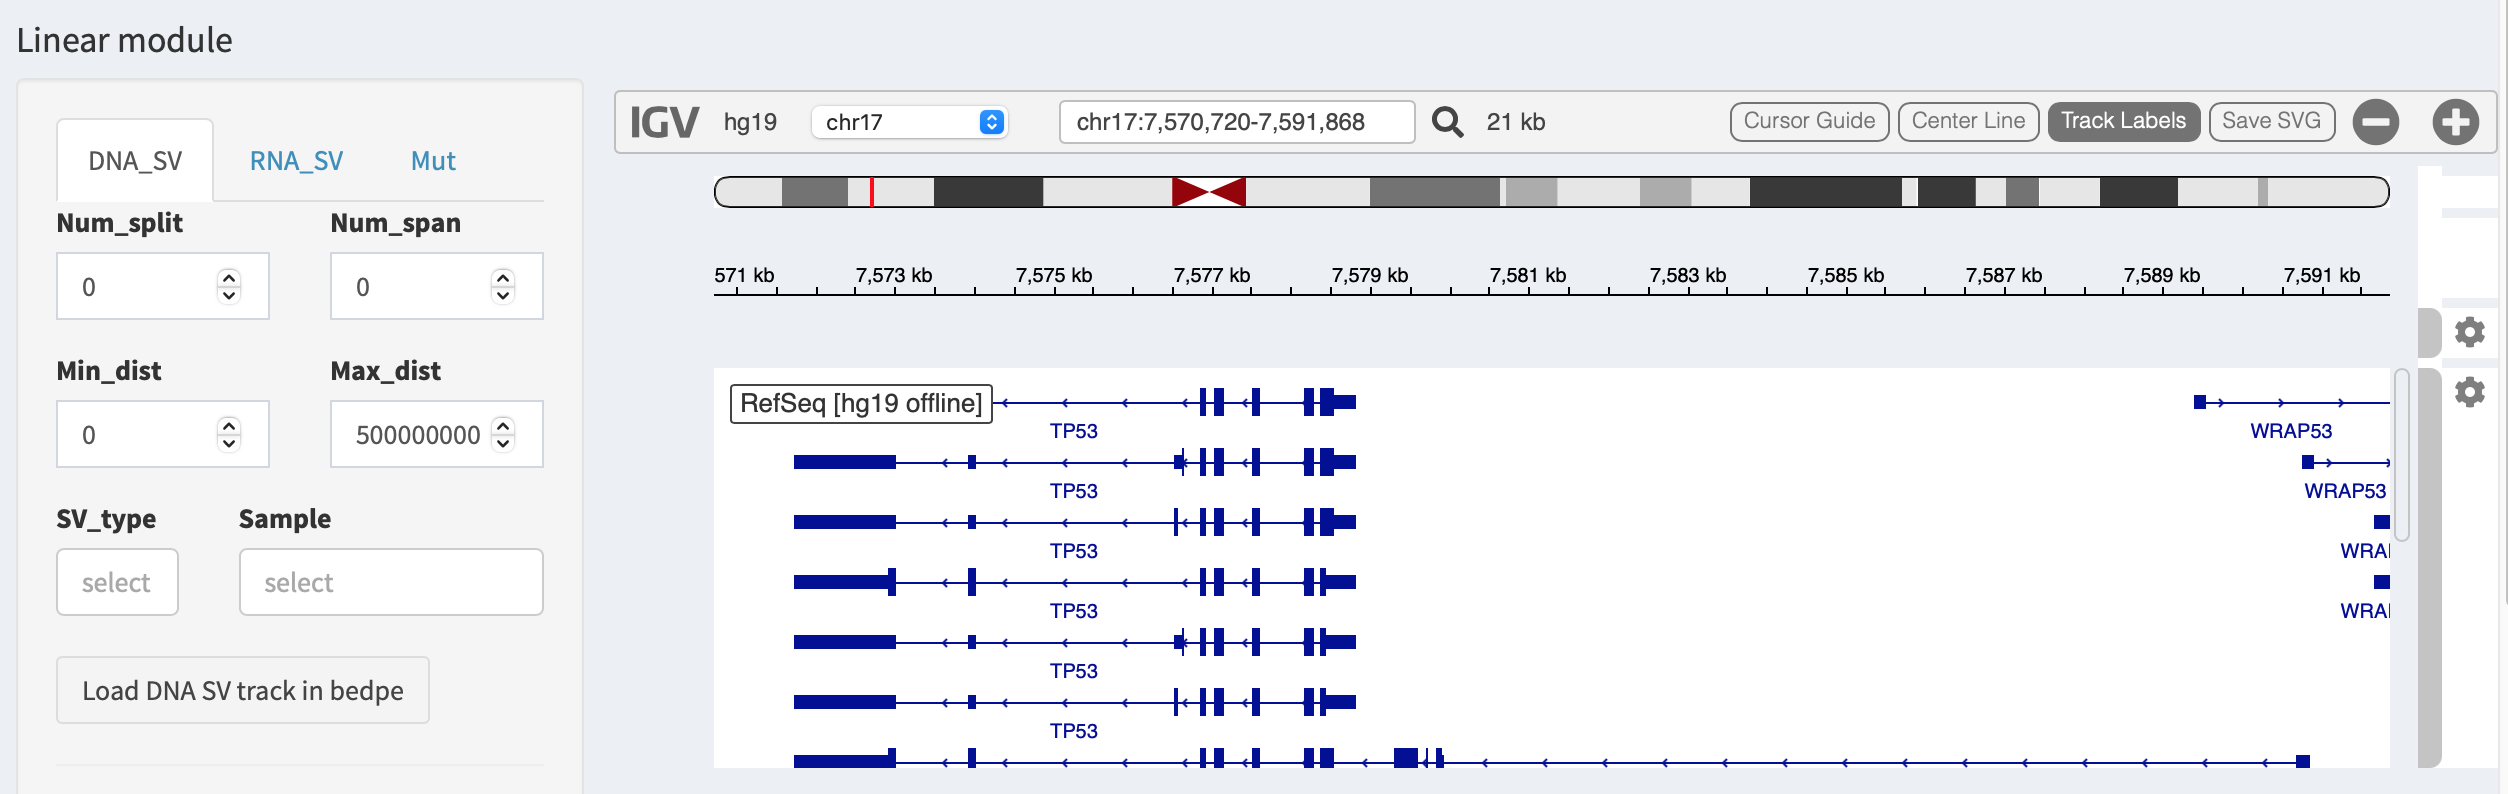 Linear module
DNA_SV RNA_SV Mut
Num_split Num_span
0 0
Min_dist Max_dist
0 500000000
SV_type Sample
select select
Load DNA SV track in bedpe
IGV hg19 chr17 chr17:7,570,720-7,591,868 21 kb Cursor Guide Center Line Track Labels Save SVG
571 kb 7,573 kb 7,575 kb 7,577 kb 7,579 kb 7,581 kb 7,583 kb 7,585 kb 7,587 kb 7,589 kb 7,591 kb
RefSeq [hg19 offline]
TP53 WRAP53
TP53 WRAP53
TP53 WRAI
TP53 WRAI
TP53
TP53